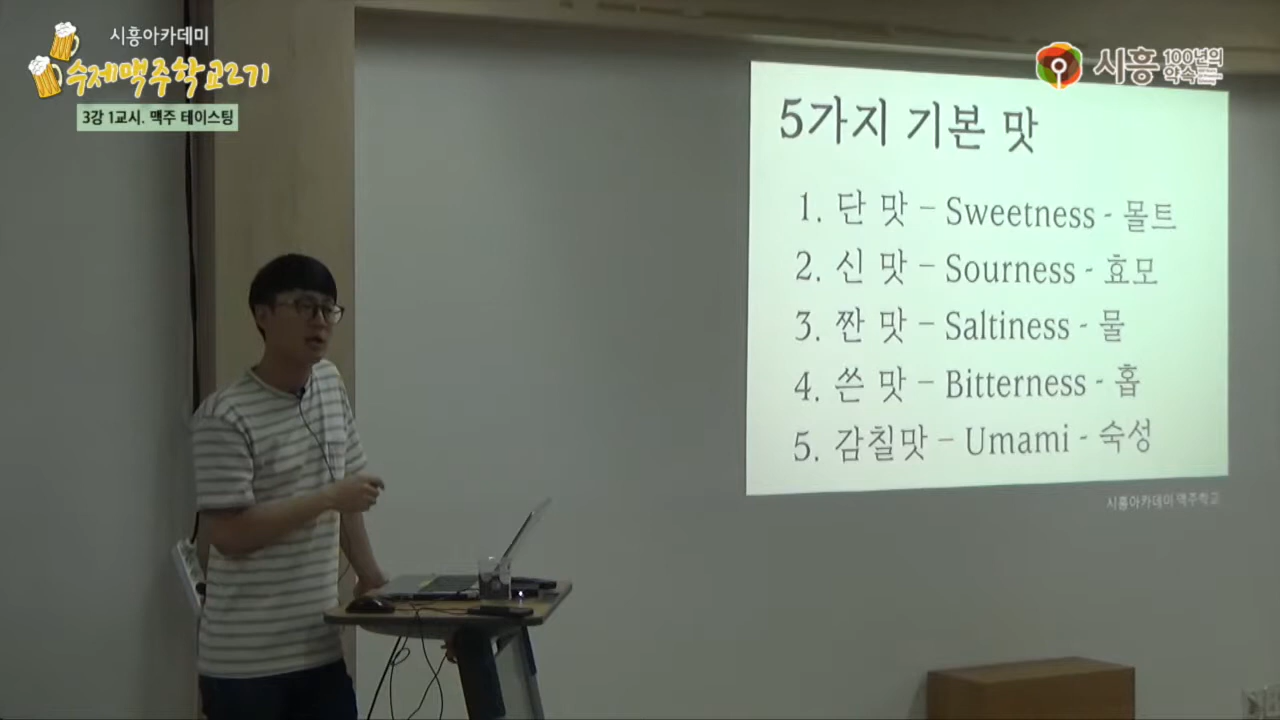 시흥아카데미
수제맥주학교2기
3강 1교시. 맥주 테이스팅
시흥 100년의 약속
5가지 기본 맛
1. 단 맛 – Sweetness - 몰트
2. 신 맛 – Sourness - 효모
3. 짠 맛 – Saltiness - 물
4. 쓴 맛 – Bitterness - 홉
5. 감칠맛 – Umami - 숙성
시흥아카데미 맥주학교